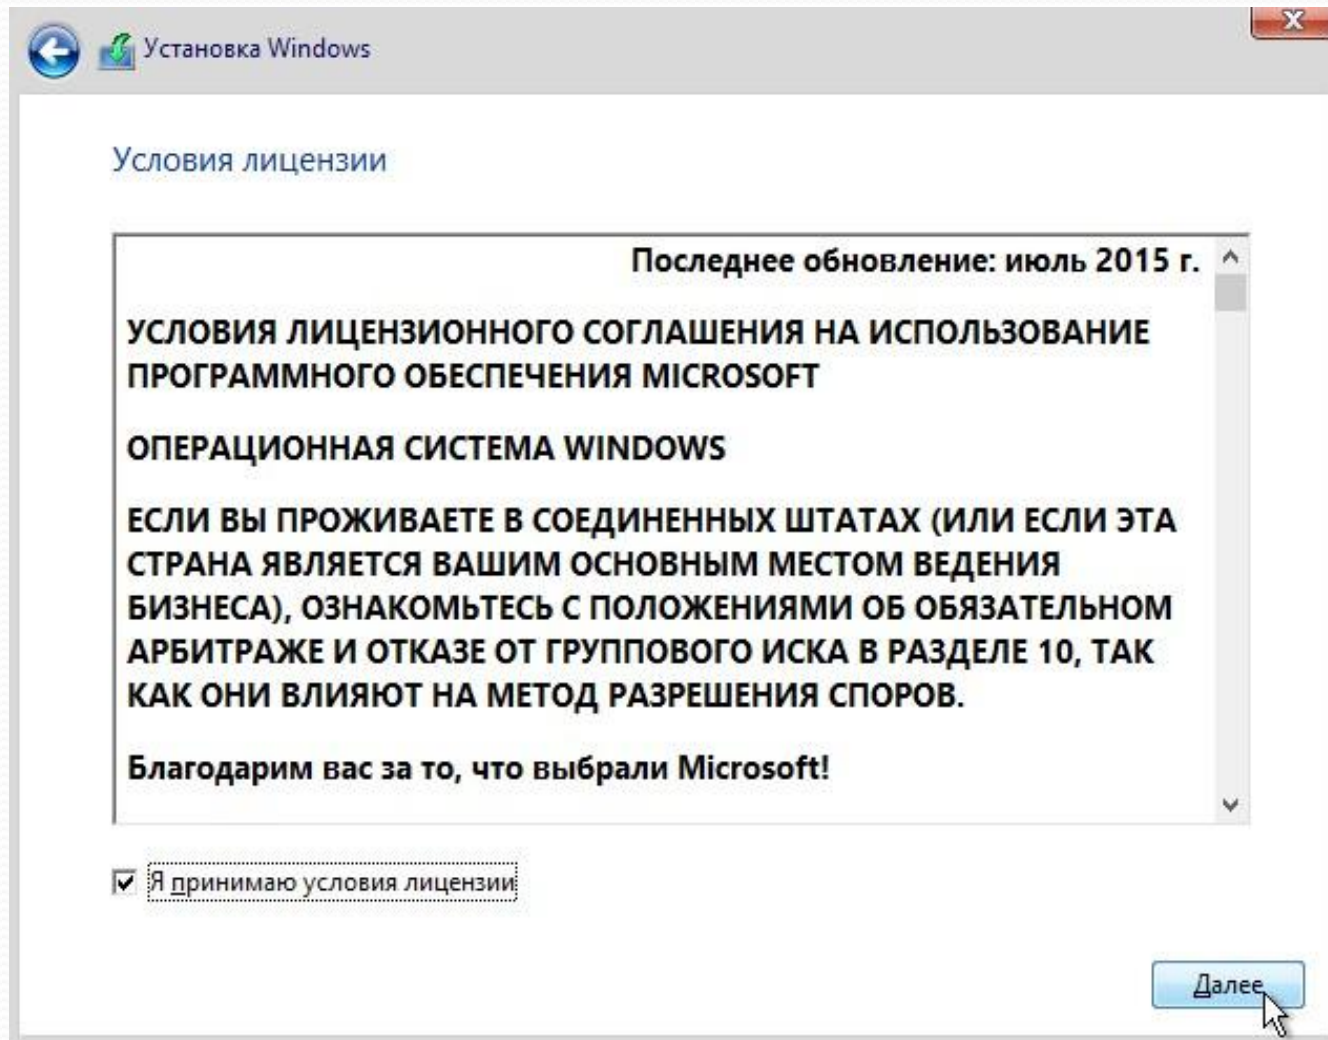 Установка Windows
Условия лицензии
Последнее обновление: июль 2015 г.
УСЛОВИЯ ЛИЦЕНЗИОННОГО СОГЛАШЕНИЯ НА ИСПОЛЬЗОВАНИЕ
ПРОГРАММНОГО ОБЕСПЕЧЕНИЯ MICROSOFT
ОПЕРАЦИОННАЯ СИСТЕМА WINDOWS
ЕСЛИ ВЫ ПРОЖИВАЕТЕ В СОЕДИНЕННЫХ ШТАТАХ (ИЛИ ЕСЛИ ЭТА
СТРАНА ЯВЛЯЕТСЯ ВАШИМ ОСНОВНЫМ МЕСТОМ ВЕДЕНИЯ
БИЗНЕСА), ОЗНАКОМЬТЕСЬ С ПОЛОЖЕНИЯМИ ОБ ОБЯЗАТЕЛЬНОМ
АРБИТРАЖЕ И ОТКАЗЕ ОТ ГРУППОВОГО ИСКА В РАЗДЕЛЕ 10, ТАК
КАК ОНИ ВЛИЯЮТ НА МЕТОД РАЗРЕШЕНИЯ СПОРОВ.
Благодарим вас за то, что выбрали Microsoft!
Я принимаю условия лицензии
Далее